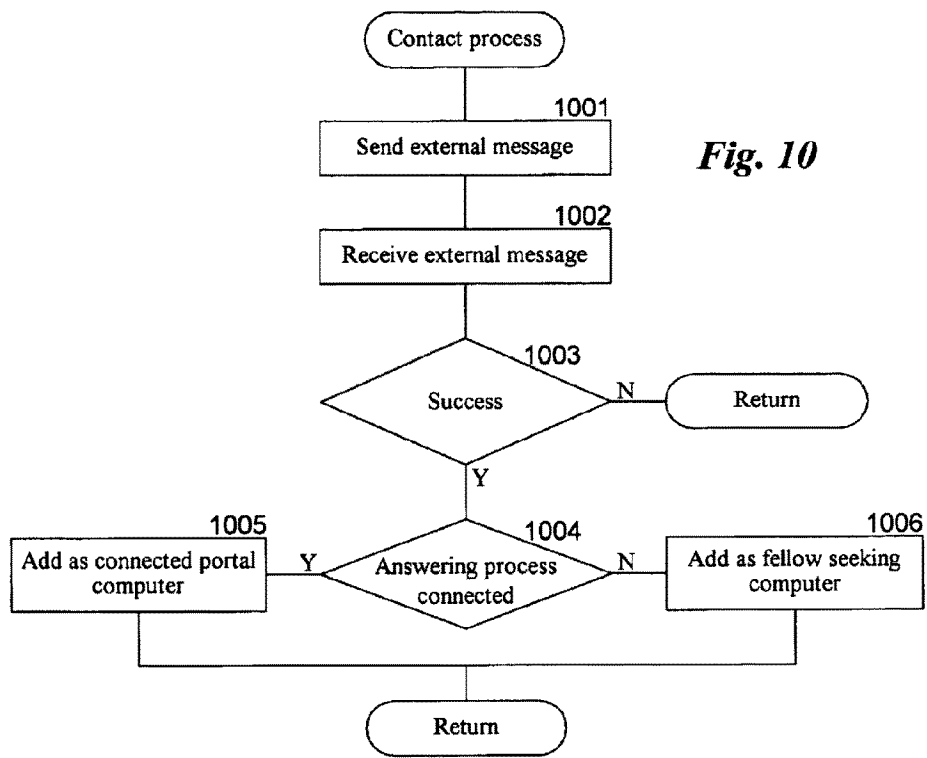 Contact process
1001
Send external message
Fig. 10
1002
Receive external message
1003
Success
N
Return
Y
1004
1005
Add as connected portal
computer
Y
Answering process
connected
N
1006
Add as fellow seeking
computer
Return